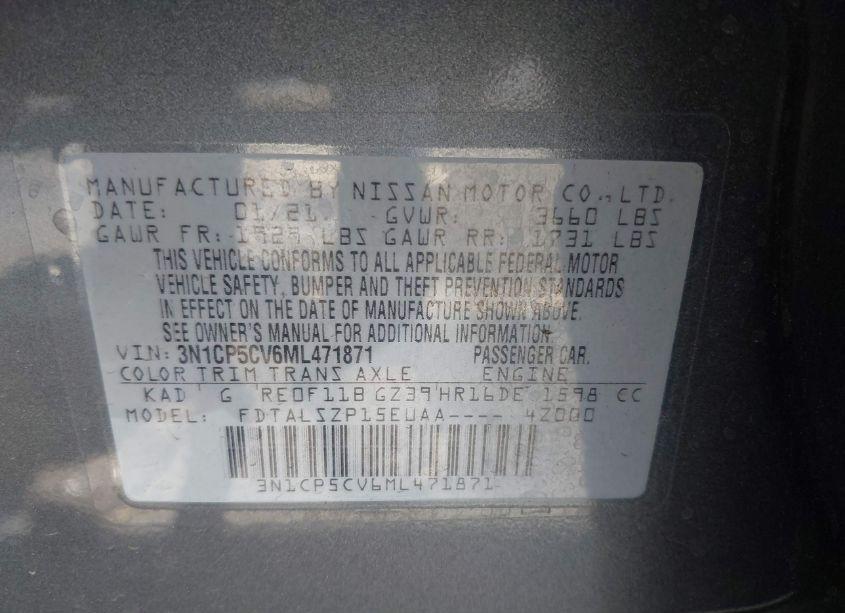 MANUFACTURED BY NISSAN MOTOR CO.,LTD.
DATE: 01/21 GVWR: 3660 LBS
GAWR FR: 1929 LBS GAWR RR: 1731 LBS
THIS VEHICLE CONFORMS TO ALL APPLICABLE FEDERAL MOTOR
VEHICLE SAFETY, BUMPER AND THEFT PREVENTION STANDARDS
IN EFFECT ON THE DATE OF MANUFACTURE SHOWN ABOVE.
SEE OWNER'S MANUAL FOR ADDITIONAL INFORMATION.
VIN: 3N1CP5CV6ML471871 PASSENGER CAR.
COLOR TRIM TRANS AXLE ENGINE
KAD G RE0F11B GZ39 HR16DE 1598 CC
MODEL: FDTALSZP15EUAA---- 4Z000
3N1CP5CV6ML471871